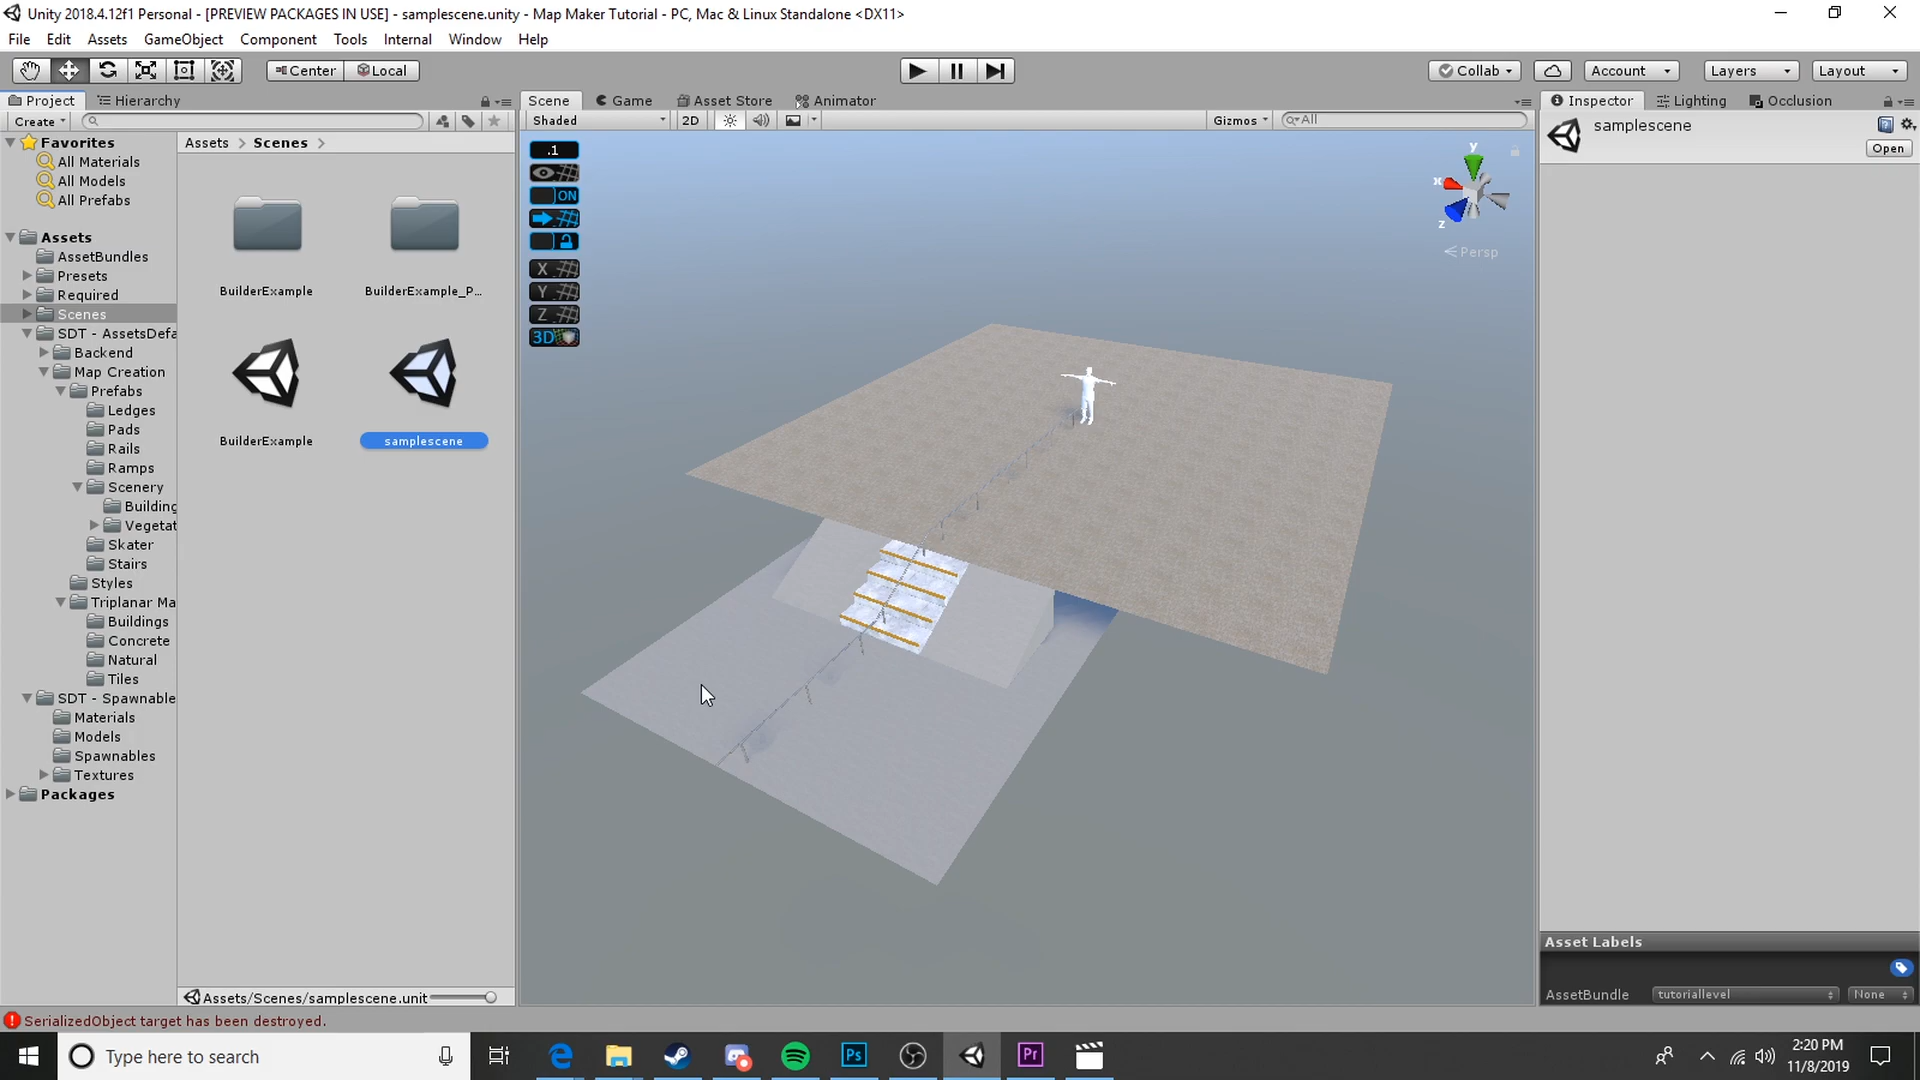 Unity 2018.4.12f1 Personal - [PREVIEW PACKAGES IN USE] - samplescene.unity - Map Maker Tutorial - PC, Mac & Linux Standalone <DX11>
File Edit Assets GameObject Component Tools Internal Window Help
Center Local Collab Account Layers Layout
Project Hierarchy Scene Game Asset Store Animator Inspector Lighting Occlusion
Create Shaded 2D Gizmos All
samplescene
Open
Favorites
All Materials
All Models
All Prefabs
Assets
AssetBundles
Presets
Required
Scenes
SDT - AssetsDefa
Backend
Map Creation
Prefabs
Ledges
Pads
Rails
Ramps
Scenery
Building
Vegetat
Skater
Stairs
Styles
Triplanar Ma
Buildings
Concrete
Natural
Tiles
SDT - Spawnable
Materials
Models
Spawnables
Textures
Packages
Assets > Scenes >
BuilderExample BuilderExample_P...
BuilderExample samplescene
Assets/Scenes/samplescene.unit
.1
ON
X
Y
Z
3D
y
x
z
Persp
Asset Labels
AssetBundle tutoriallevel None
SerializedObject target has been destroyed.
Type here to search
Ps
Pr
2:20 PM
11/8/2019